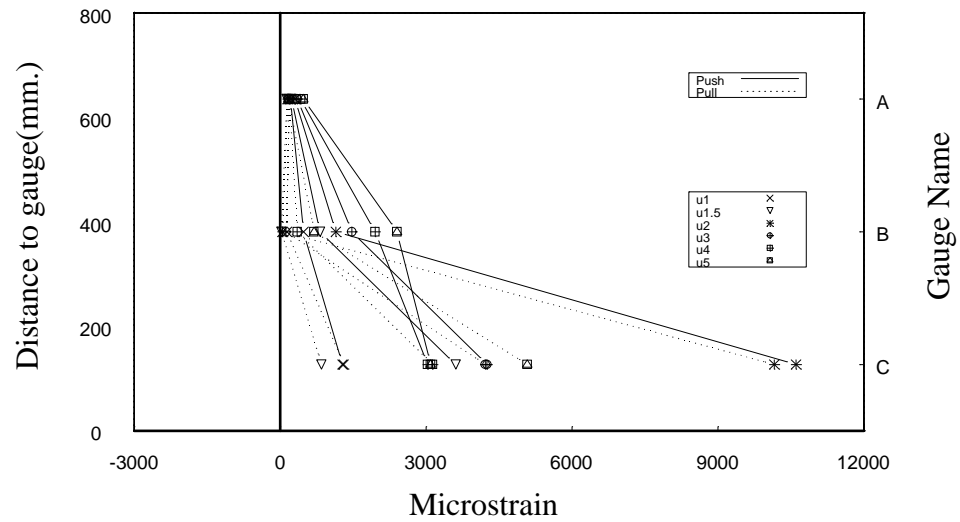 800
600
400
200
0
Distance to gauge(mm.)
Push
Pull
u1
u1.5
u2
u3
u4
u5
A
B
C
Gauge Name
-3000 0 3000 6000 9000 12000
Microstrain